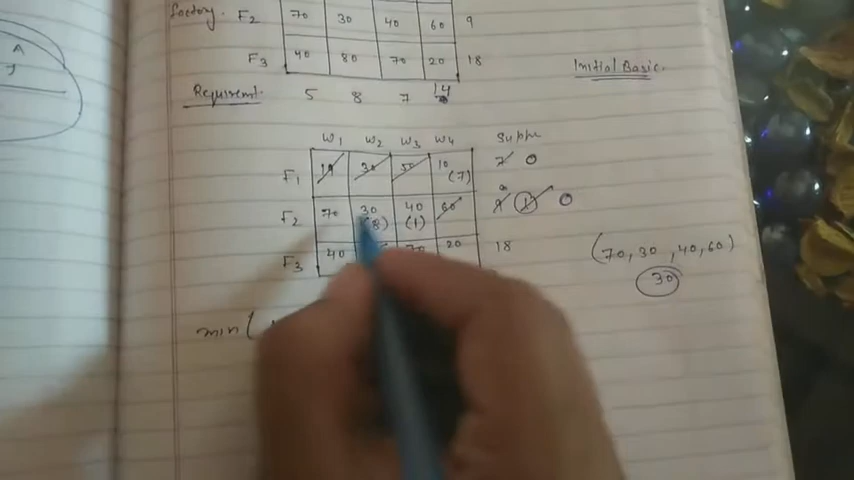 factory. F2 70 30 40 60 9
F3 40 80 70 20 18
Requirement. 5 8 7 14
Initial Basic.
A
W1 W2 W3 W4
F1 19 30 50 10 (7) 7 0
F2 70 30 (8) 40 (1) 60 9 1 0
F3 40 70 20 18
(70, 30, 40, 60)
30
min (